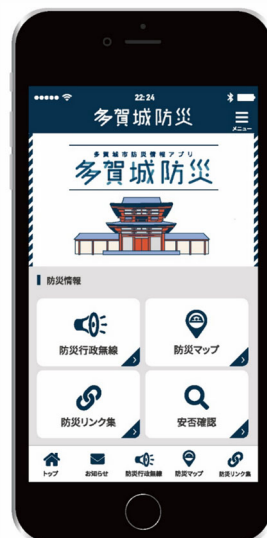 22:24
多賀城防災
メニュー
多賀城市防災情報アプリ
多賀城防災
防災情報
防災行政無線
防災マップ
防災リンク集
安否確認
トップ
お知らせ
防災行政無線
防災マップ
防災リンク集